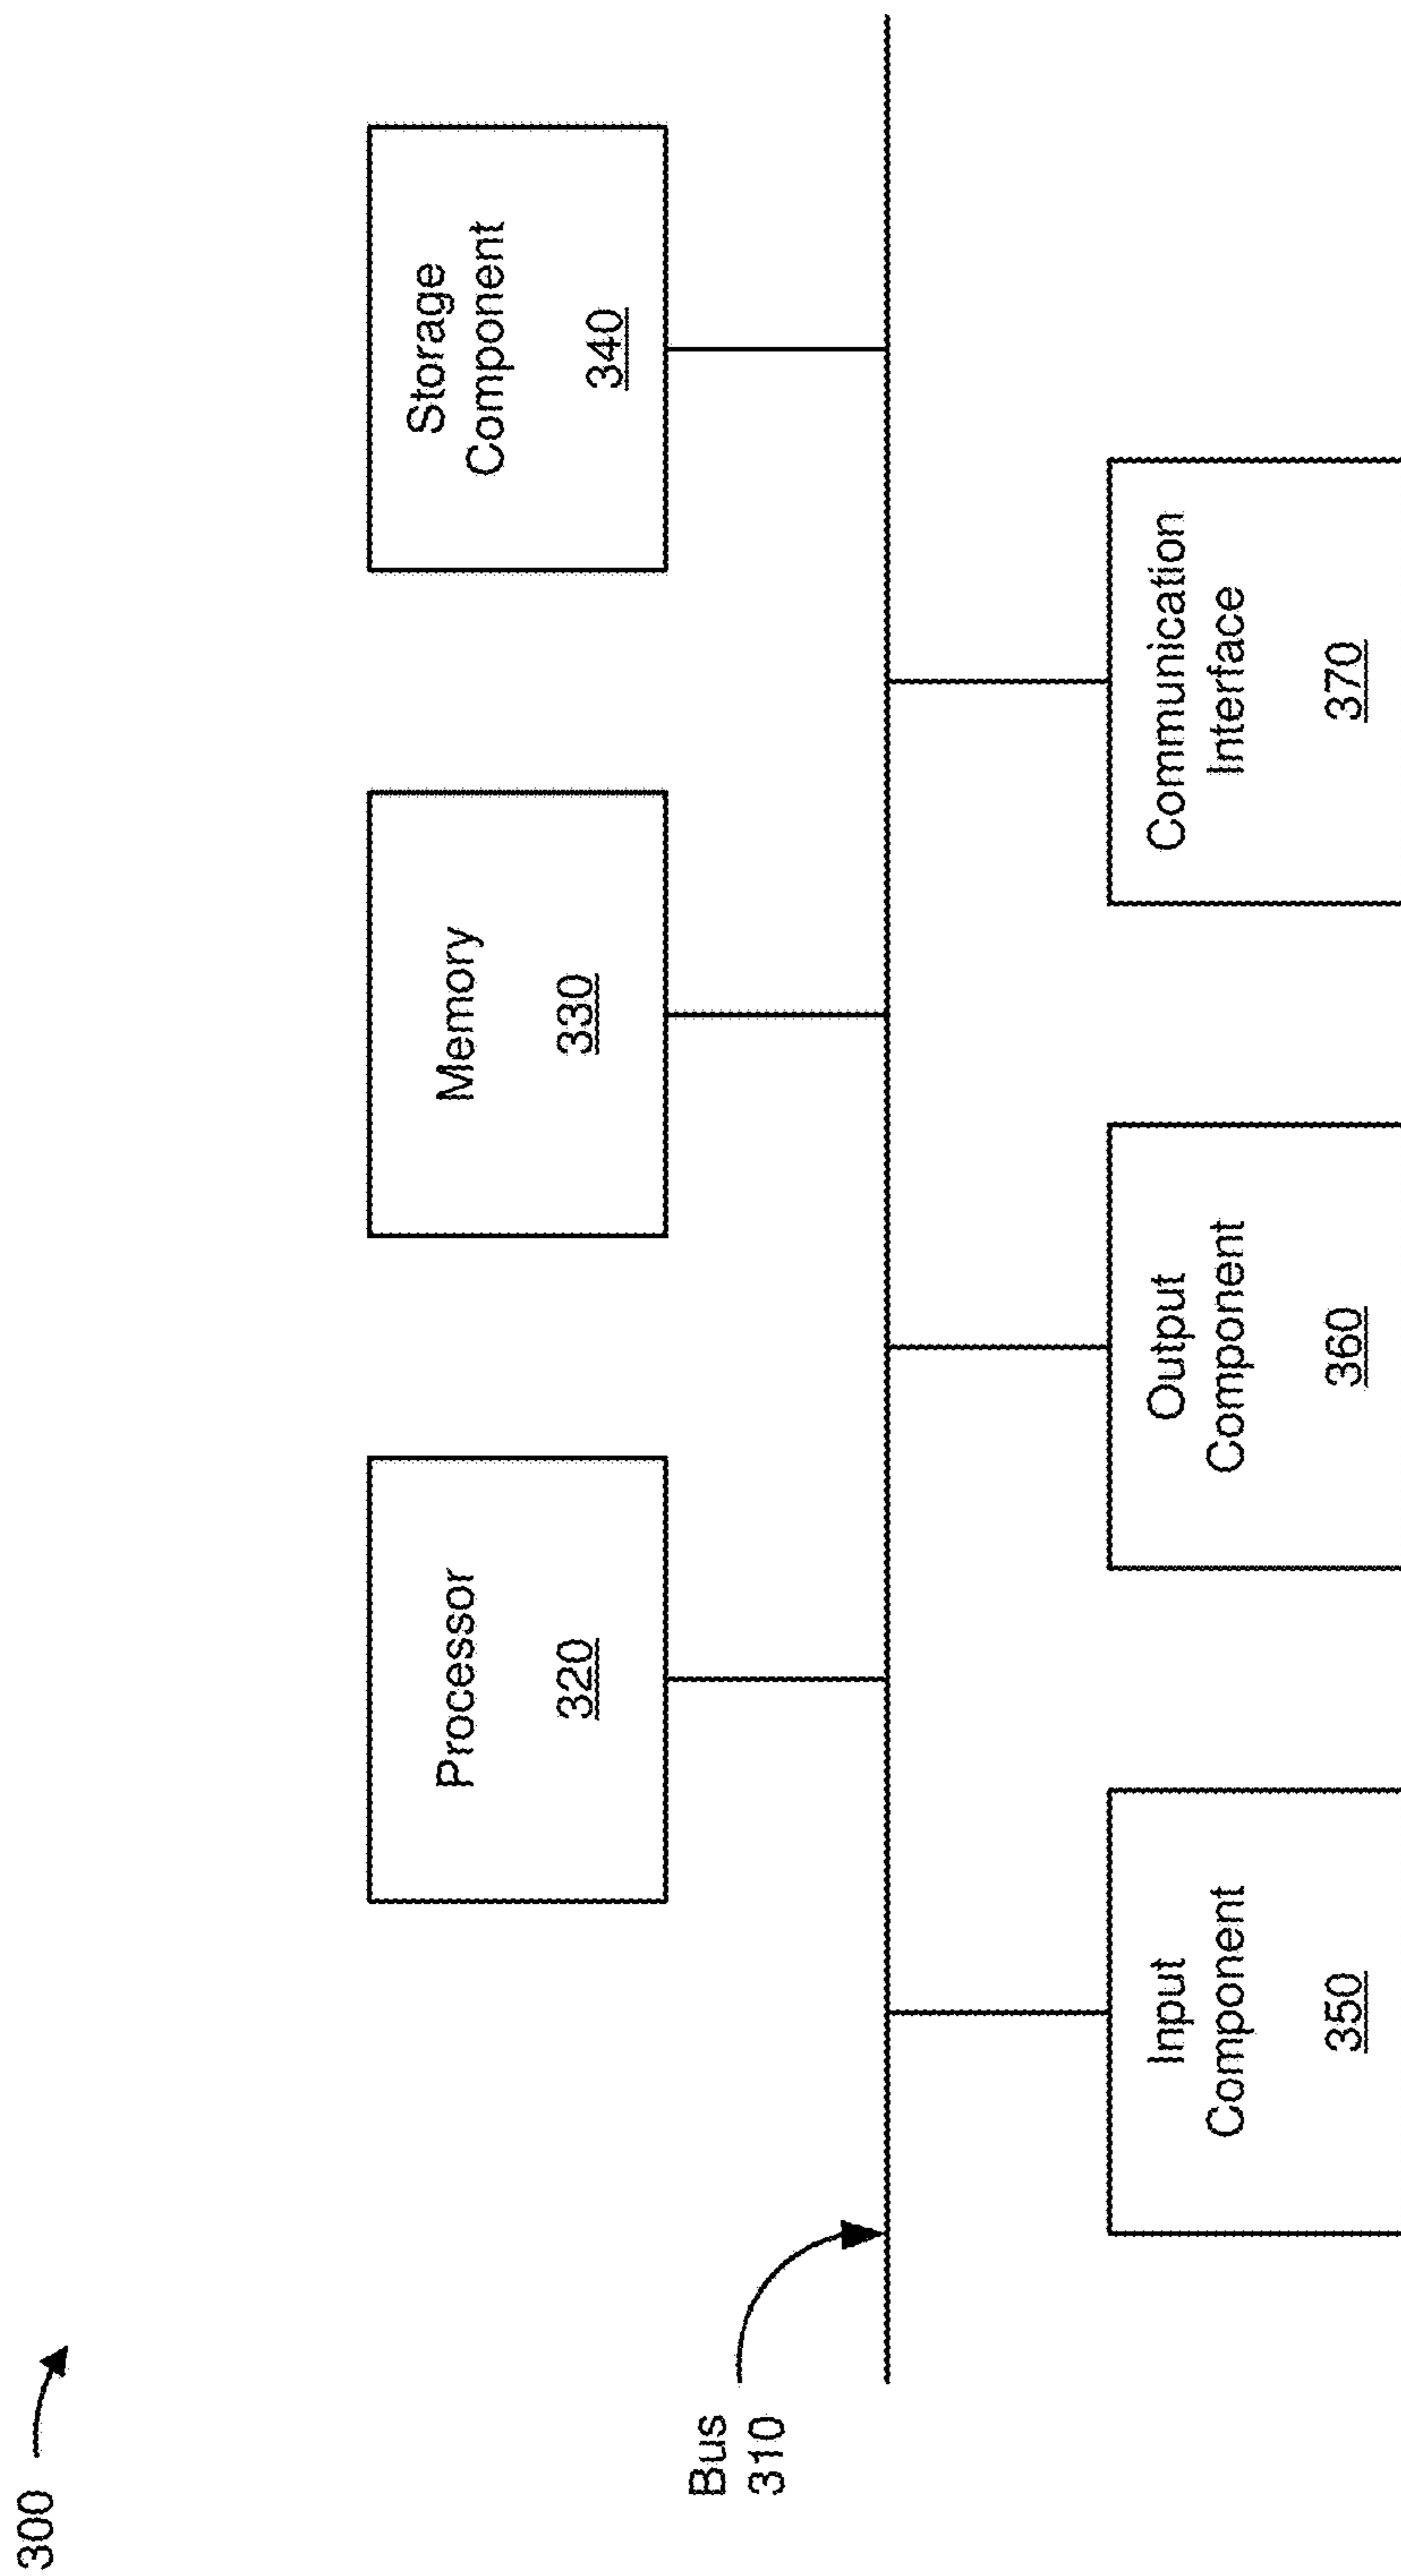 300
Processor
320
Memory
330
Storage
Component
340
Bus
310
Input
Component
350
Output
Component
360
Communication
Interface
370